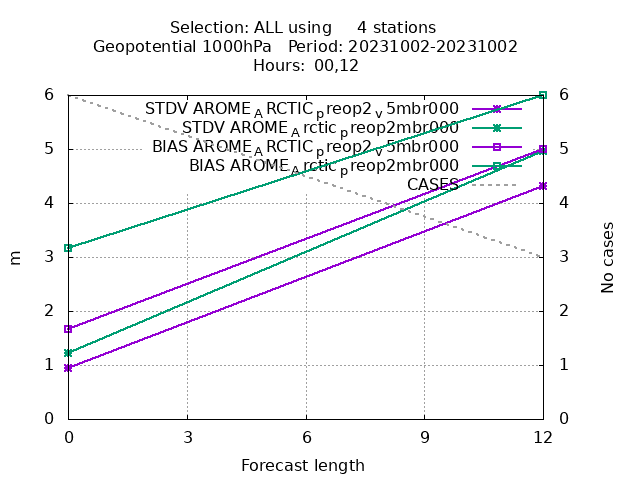 Selection: ALL using     4 stations
Geopotential 1000hPa   Period: 20231002-20231002
Hours: 00,12
STDV AROME_ARCTIC_preop2_v5mbr000
STDV AROME_Arctic_preop2mbr000
BIAS AROME_ARCTIC_preop2_v5mbr000
BIAS AROME_Arctic_preop2mbr000
CASES
6
5
4
3
2
1
0
m
6
5
4
3
2
1
0
No cases
0 3 6 9 12
Forecast length